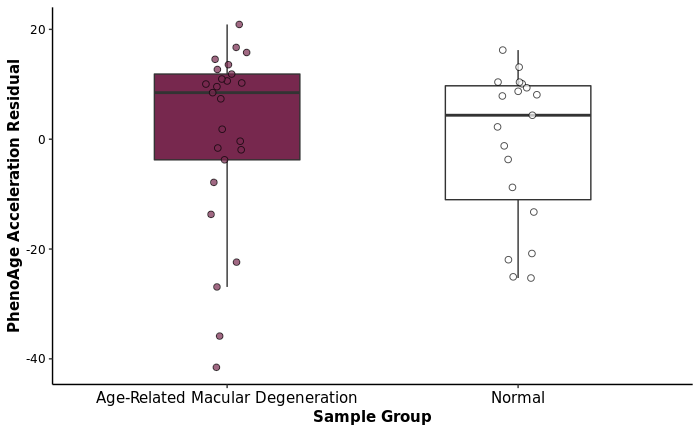 PhenoAge Acceleration Residual
20
0
-20
-40
Age-Related Macular Degeneration
Normal
Sample Group